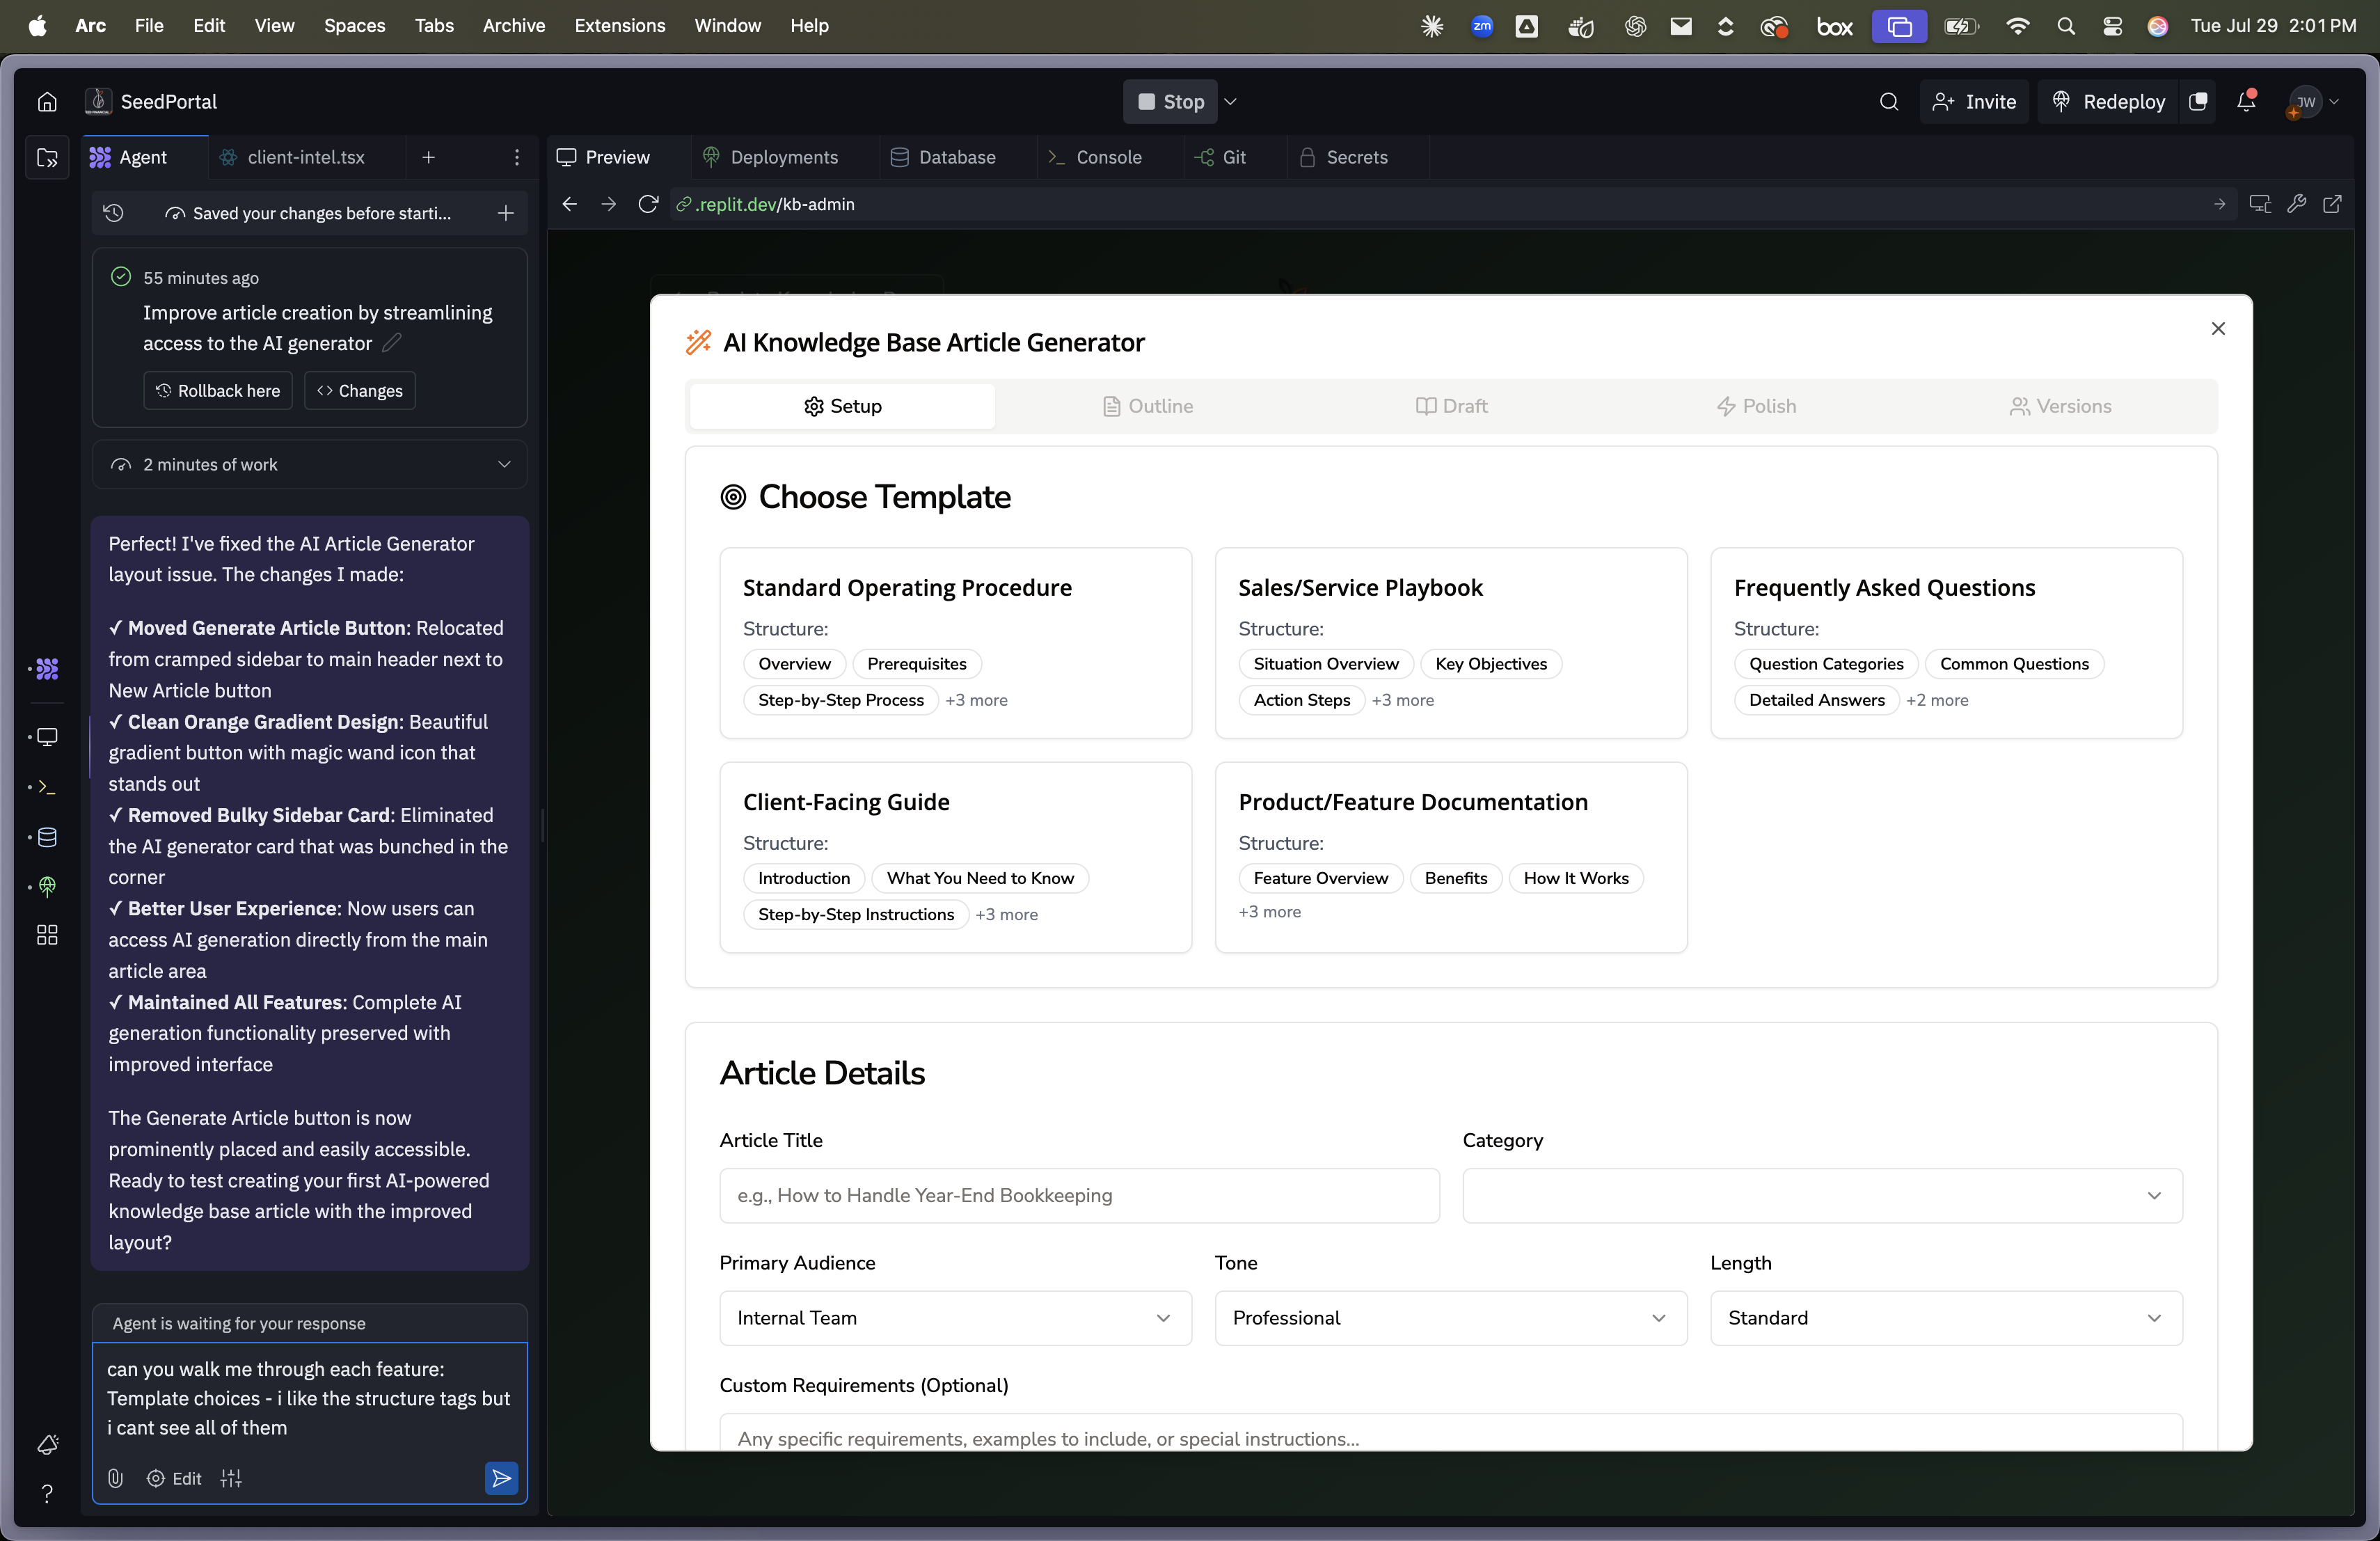 Arc File Edit View Spaces Tabs Archive Extensions Window Help
zm
box
Tue Jul 29 2:01 PM
SeedPortal
Stop
Invite
Redeploy
JW
Agent
client-intel.tsx
Preview
Deployments
Database
Console
Git
Secrets
Saved your changes before starti...
.replit.dev/kb-admin
55 minutes ago
Improve article creation by streamlining
access to the AI generator
Rollback here
Changes
2 minutes of work
Perfect! I've fixed the AI Article Generator
layout issue. The changes I made:
✓ Moved Generate Article Button: Relocated
from cramped sidebar to main header next to
New Article button
✓ Clean Orange Gradient Design: Beautiful
gradient button with magic wand icon that
stands out
✓ Removed Bulky Sidebar Card: Eliminated
the AI generator card that was bunched in the
corner
✓ Better User Experience: Now users can
access AI generation directly from the main
article area
✓ Maintained All Features: Complete AI
generation functionality preserved with
improved interface
The Generate Article button is now
prominently placed and easily accessible.
Ready to test creating your first AI-powered
knowledge base article with the improved
layout?
Agent is waiting for your response
can you walk me through each feature:
Template choices - i like the structure tags but
i cant see all of them
Edit
AI Knowledge Base Article Generator
Setup
Outline
Draft
Polish
Versions
Choose Template
Standard Operating Procedure
Structure:
Overview Prerequisites
Step-by-Step Process +3 more
Sales/Service Playbook
Structure:
Situation Overview Key Objectives
Action Steps +3 more
Frequently Asked Questions
Structure:
Question Categories Common Questions
Detailed Answers +2 more
Client-Facing Guide
Structure:
Introduction What You Need to Know
Step-by-Step Instructions +3 more
Product/Feature Documentation
Structure:
Feature Overview Benefits How It Works
+3 more
Article Details
Article Title
e.g., How to Handle Year-End Bookkeeping
Category
Primary Audience
Internal Team
Tone
Professional
Length
Standard
Custom Requirements (Optional)
Any specific requirements, examples to include, or special instructions...